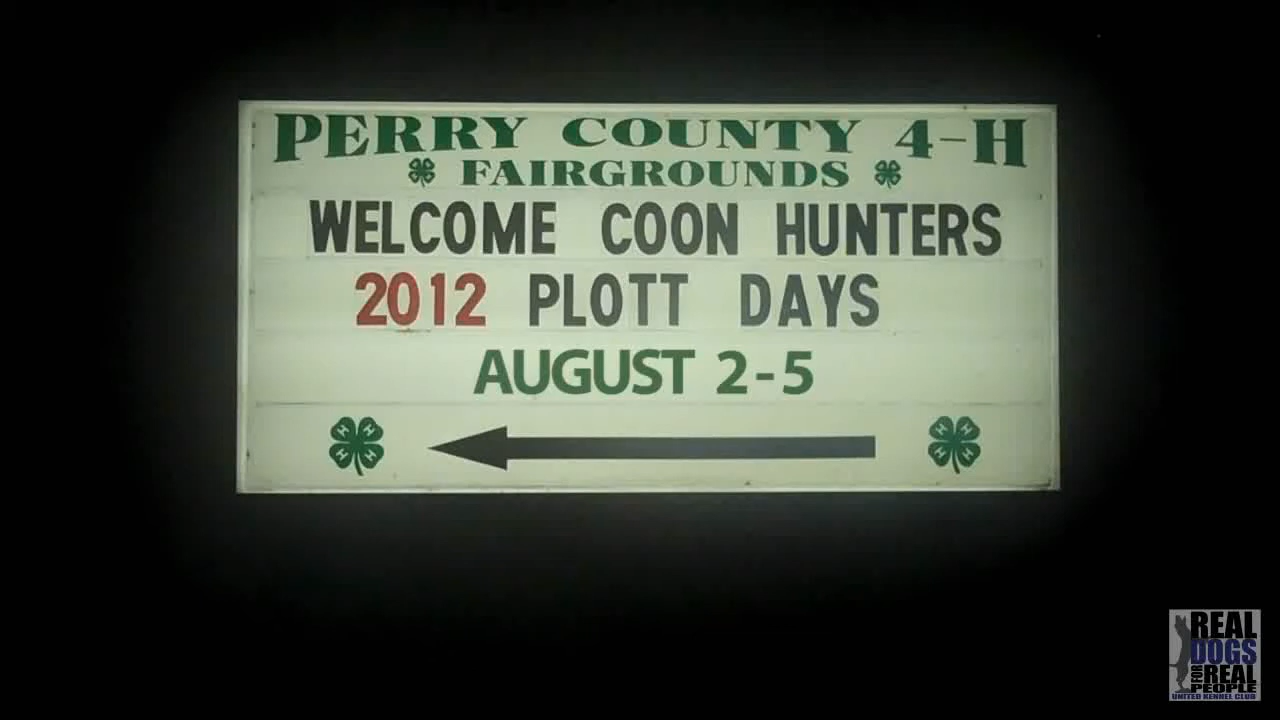 PERRY COUNTY 4-H
FAIRGROUNDS
WELCOME COON HUNTERS
2012 PLOTT DAYS
AUGUST 2-5
H H
H H
H H
H H
REAL
DOGS
FOR
REAL
PEOPLE
UNITED KENNEL CLUB